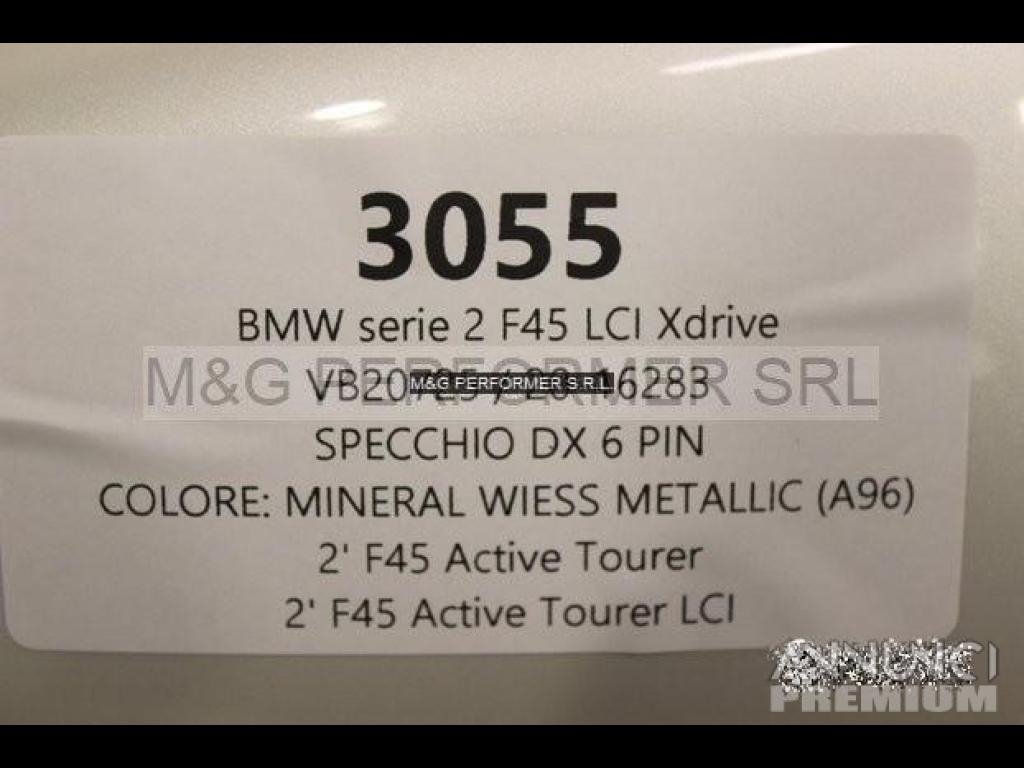 3055
BMW serie 2 F45 LCI Xdrive
M&G PERFORMER SRL
M&G PERFORMER S.R.L.
SPECCHIO DX 6 PIN
COLORE: MINERAL WIESS METALLIC (A96)
2' F45 Active Tourer
2' F45 Active Tourer LCI
ANNUNCI
PREMIUM